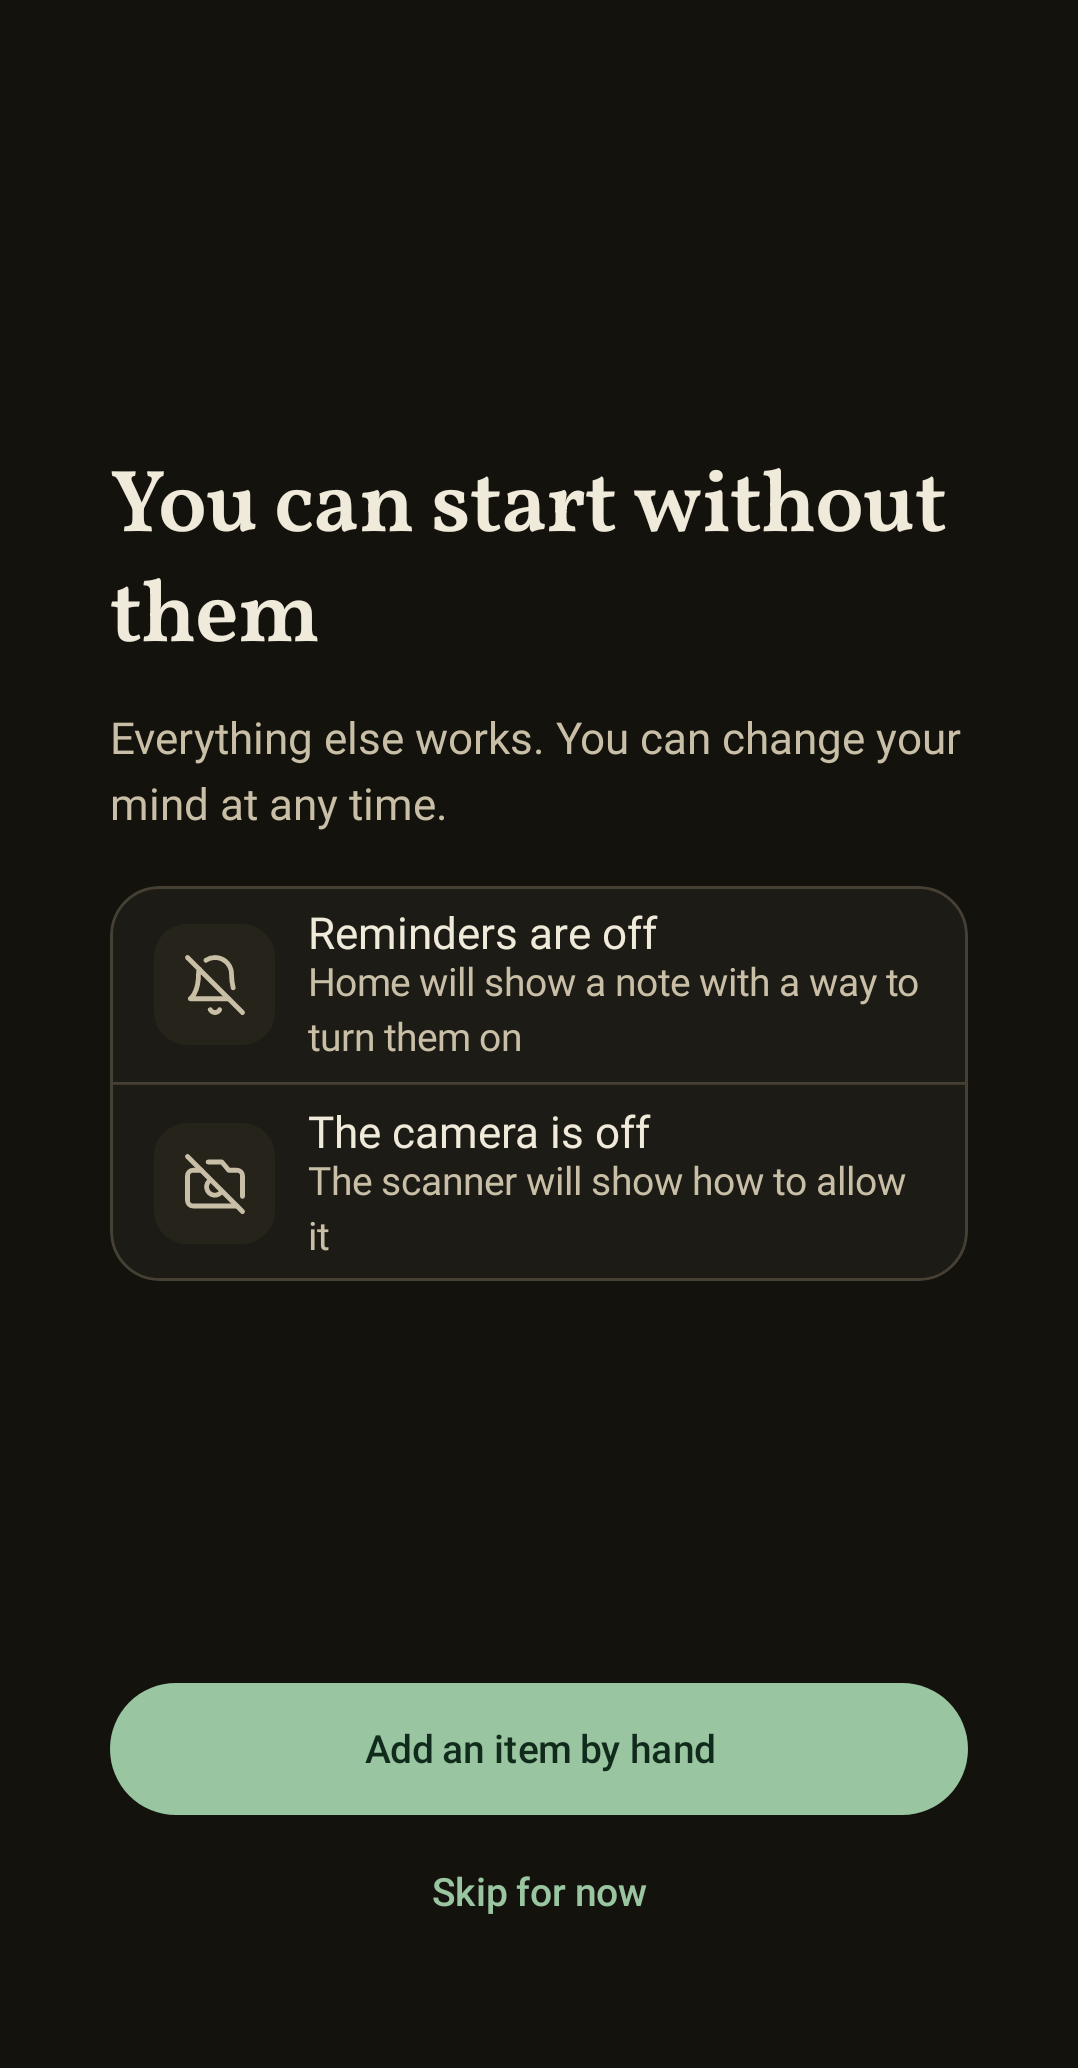 You can start without
them
Everything else works. You can change your
mind at any time.
Reminders are off
Home will show a note with a way to
turn them on
The camera is off
The scanner will show how to allow
it
Add an item by hand
Skip for now